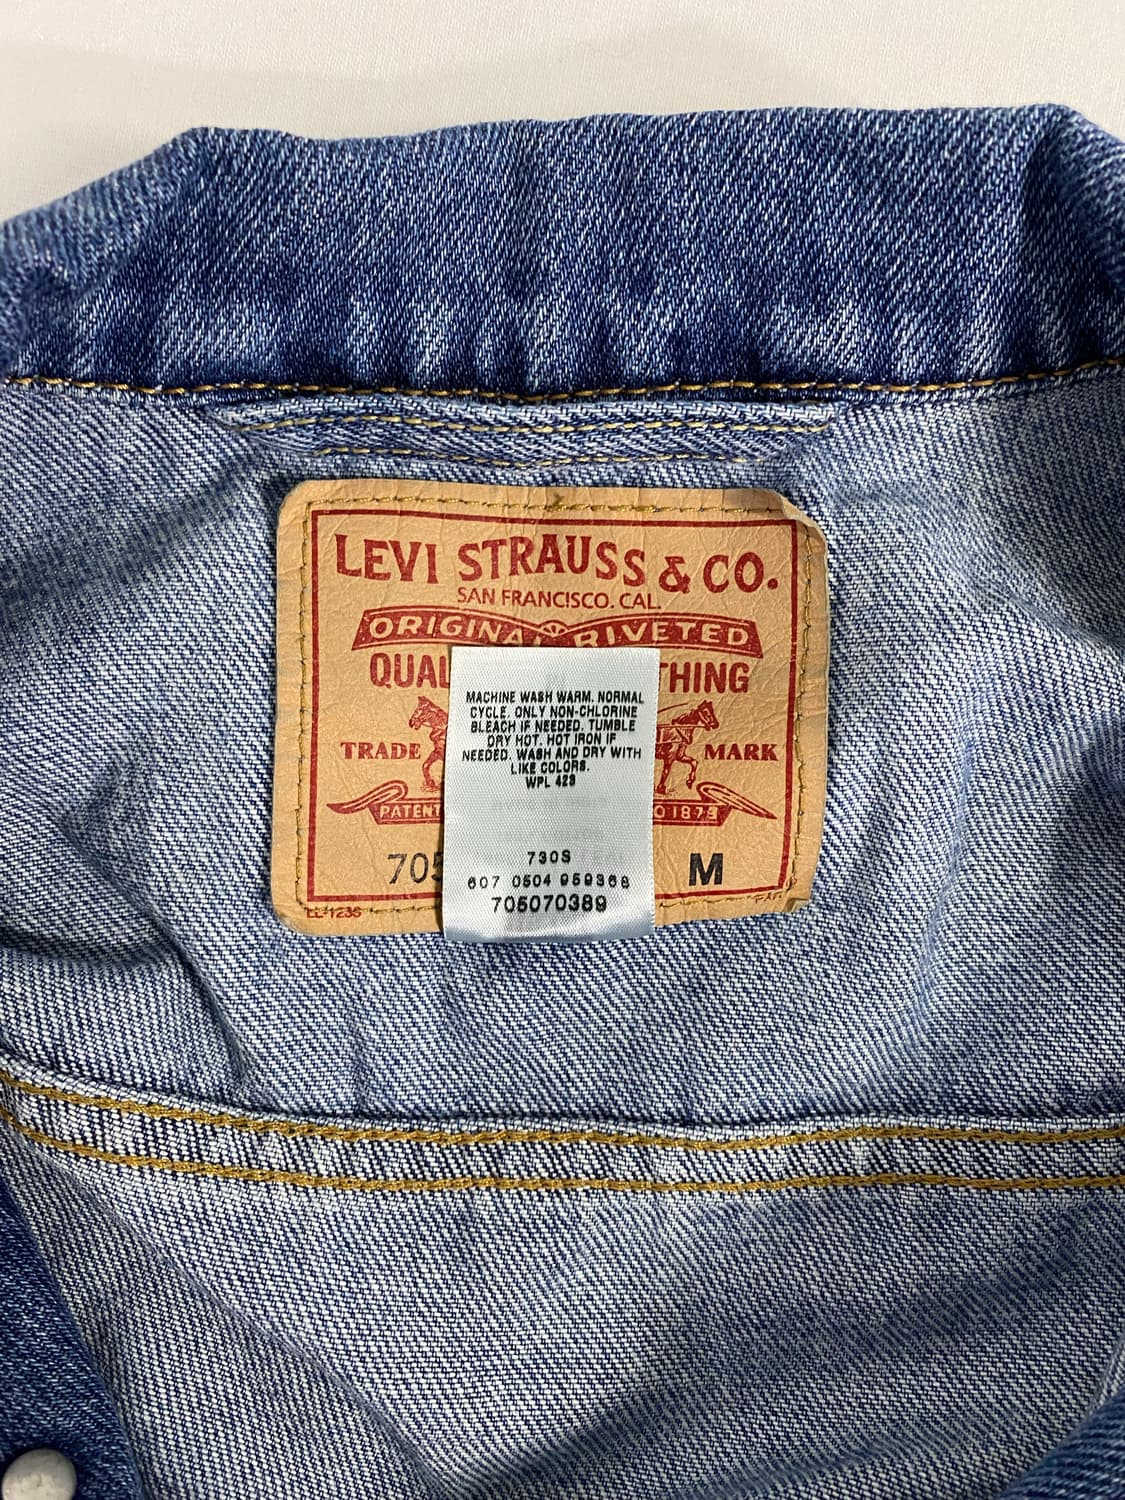 LEVI STRAUSS & CO.
SAN FRANCISCO. CAL.
ORIGINAL RIVETED
QUAL THING
MACHINE WASH WARM. NORMAL
CYCLE. ONLY NON-CHLORINE
BLEACH IF NEEDED. TUMBLE
DRY HOT. HOT IRON IF
NEEDED. WASH AND DRY WITH
LIKE COLORS.
WPL 423
TRADE MARK
PATENT 1873
730S
607 0504 959368
705070389
705 M